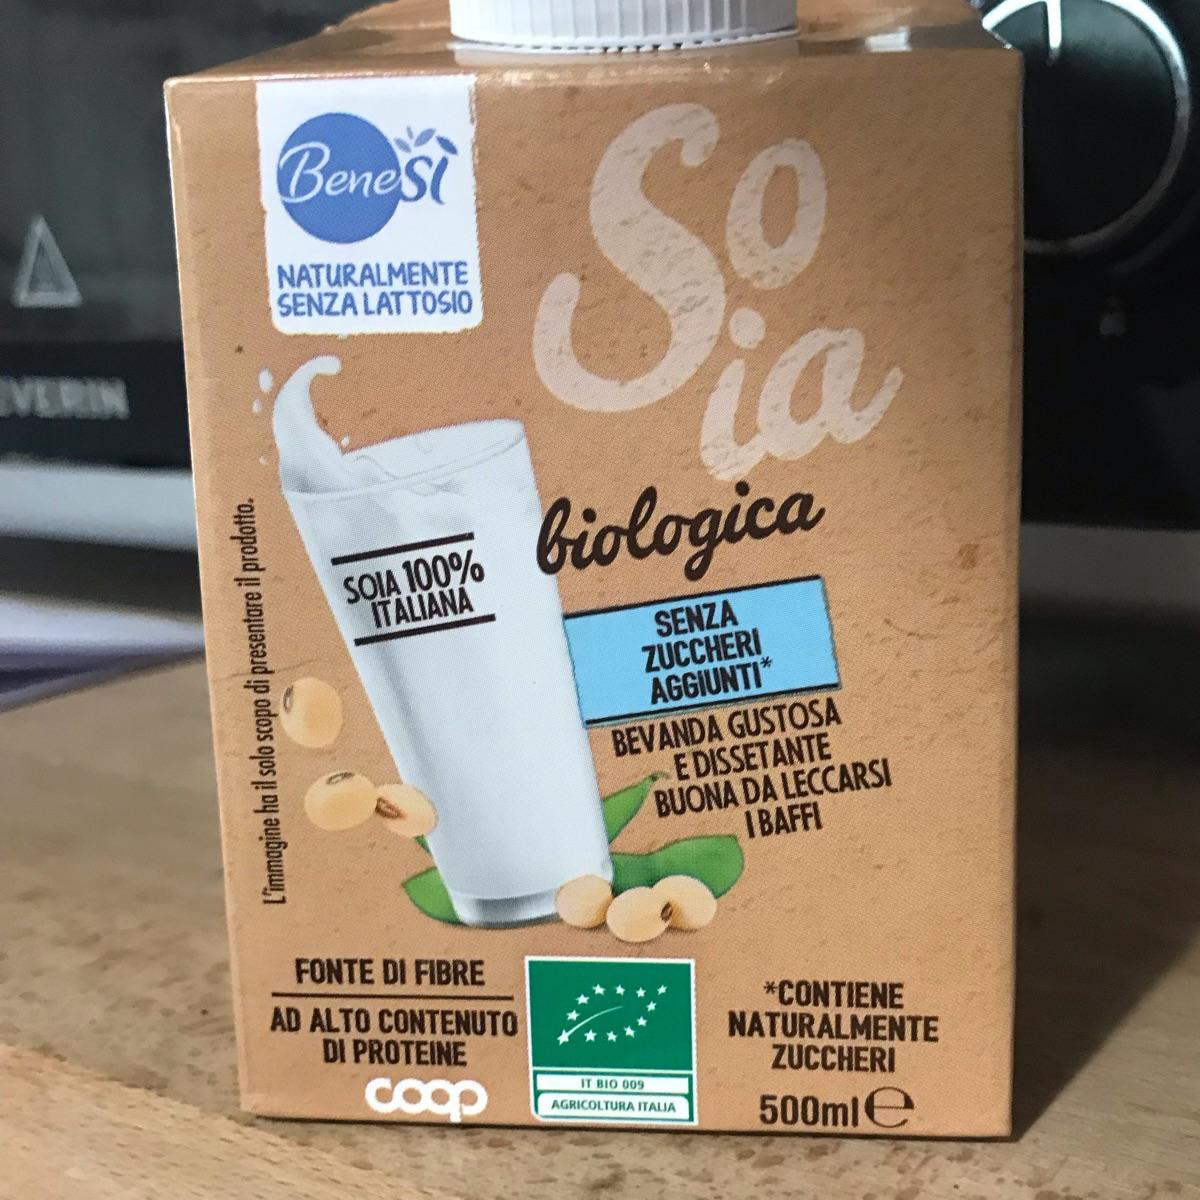 BeneSì
NATURALMENTE
SENZA LATTOSIO
So
ia
biologica
SOIA 100%
ITALIANA
SENZA
ZUCCHERI
AGGIUNTI*
BEVANDA GUSTOSA
E DISSETANTE
BUONA DA LECCARSI
I BAFFI
L'immagine ha il solo scopo di presentare il prodotto.
FONTE DI FIBRE
AD ALTO CONTENUTO
DI PROTEINE
coop
IT BIO 009
AGRICOLTURA ITALIA
*CONTIENE
NATURALMENTE
ZUCCHERI
500ml e
EVERIN